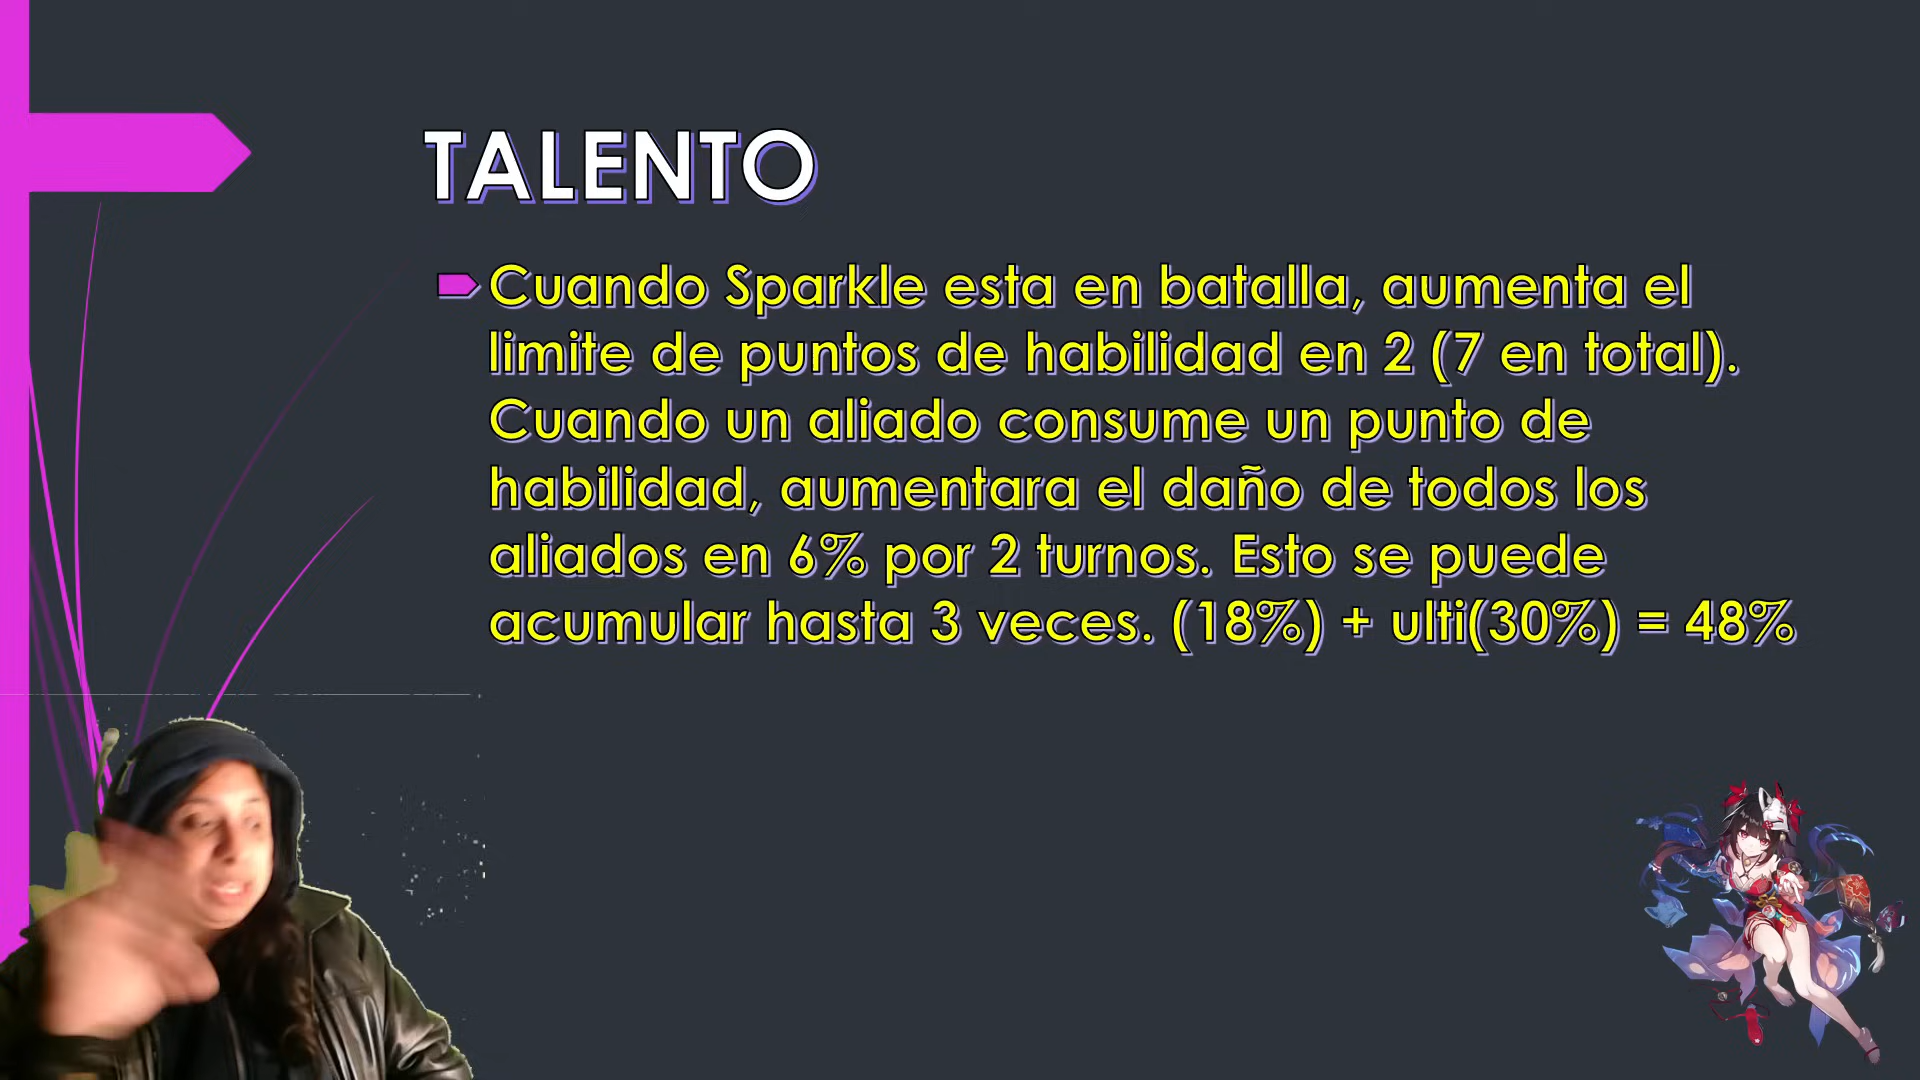 TALENTO
Cuando Sparkle esta en batalla, aumenta el
limite de puntos de habilidad en 2 (7 en total).
Cuando un aliado consume un punto de
habilidad, aumentara el daño de todos los
aliados en 6% por 2 turnos. Esto se puede
acumular hasta 3 veces. (18%) + ulti(30%) = 48%